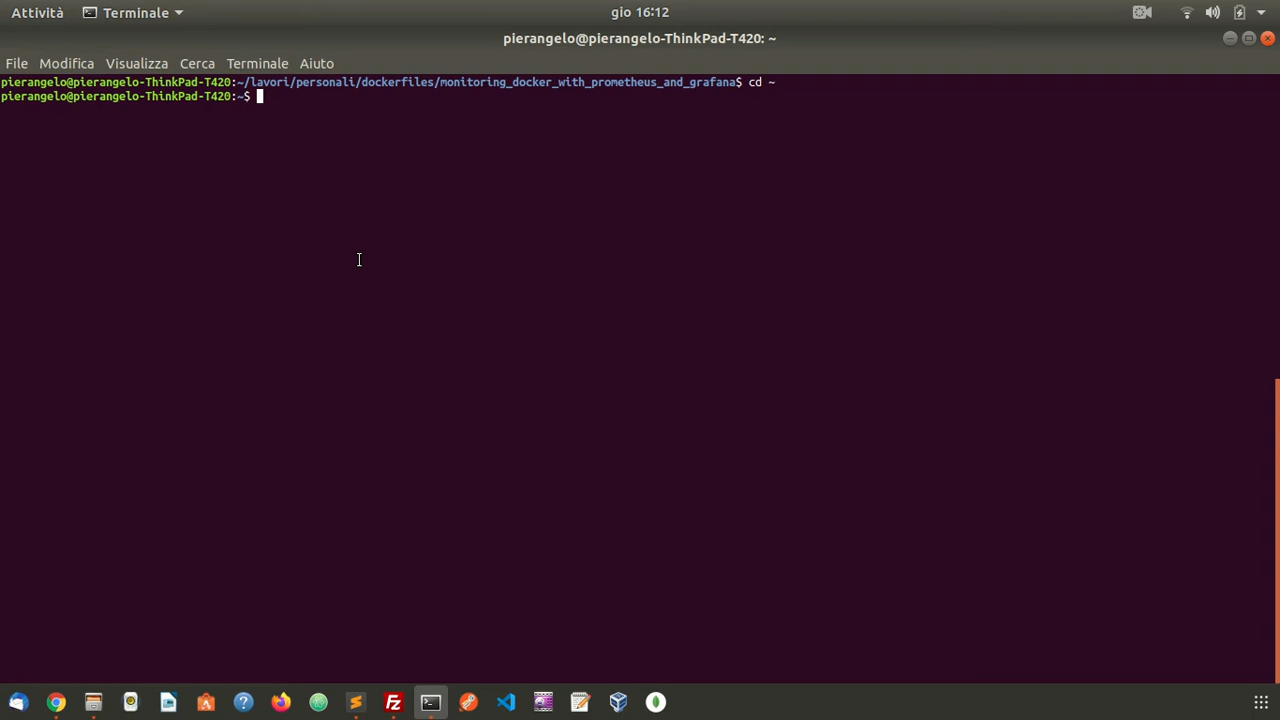 Attività Terminale gio 16:12
pierangelo@pierangelo-ThinkPad-T420: ~
File Modifica Visualizza Cerca Terminale Aiuto
pierangelo@pierangelo-ThinkPad-T420:~/lavori/personali/dockerfiles/monitoring_docker_with_prometheus_and_grafana$ cd ~
pierangelo@pierangelo-ThinkPad-T420:~$
Fz